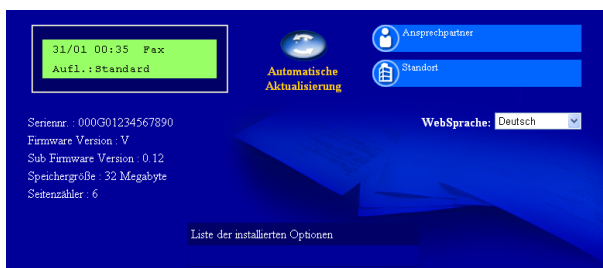 31/01 00:35 Fax
Aufl.:Standard
Automatische
Aktualisierung
Ansprechpartner
Standort
Seriennr. : 000G01234567890
Firmware Version : V
Sub Firmware Version : 0.12
Speichergröße : 32 Megabyte
Seitenzähler : 6
WebSprache: Deutsch
Liste der installierten Optionen